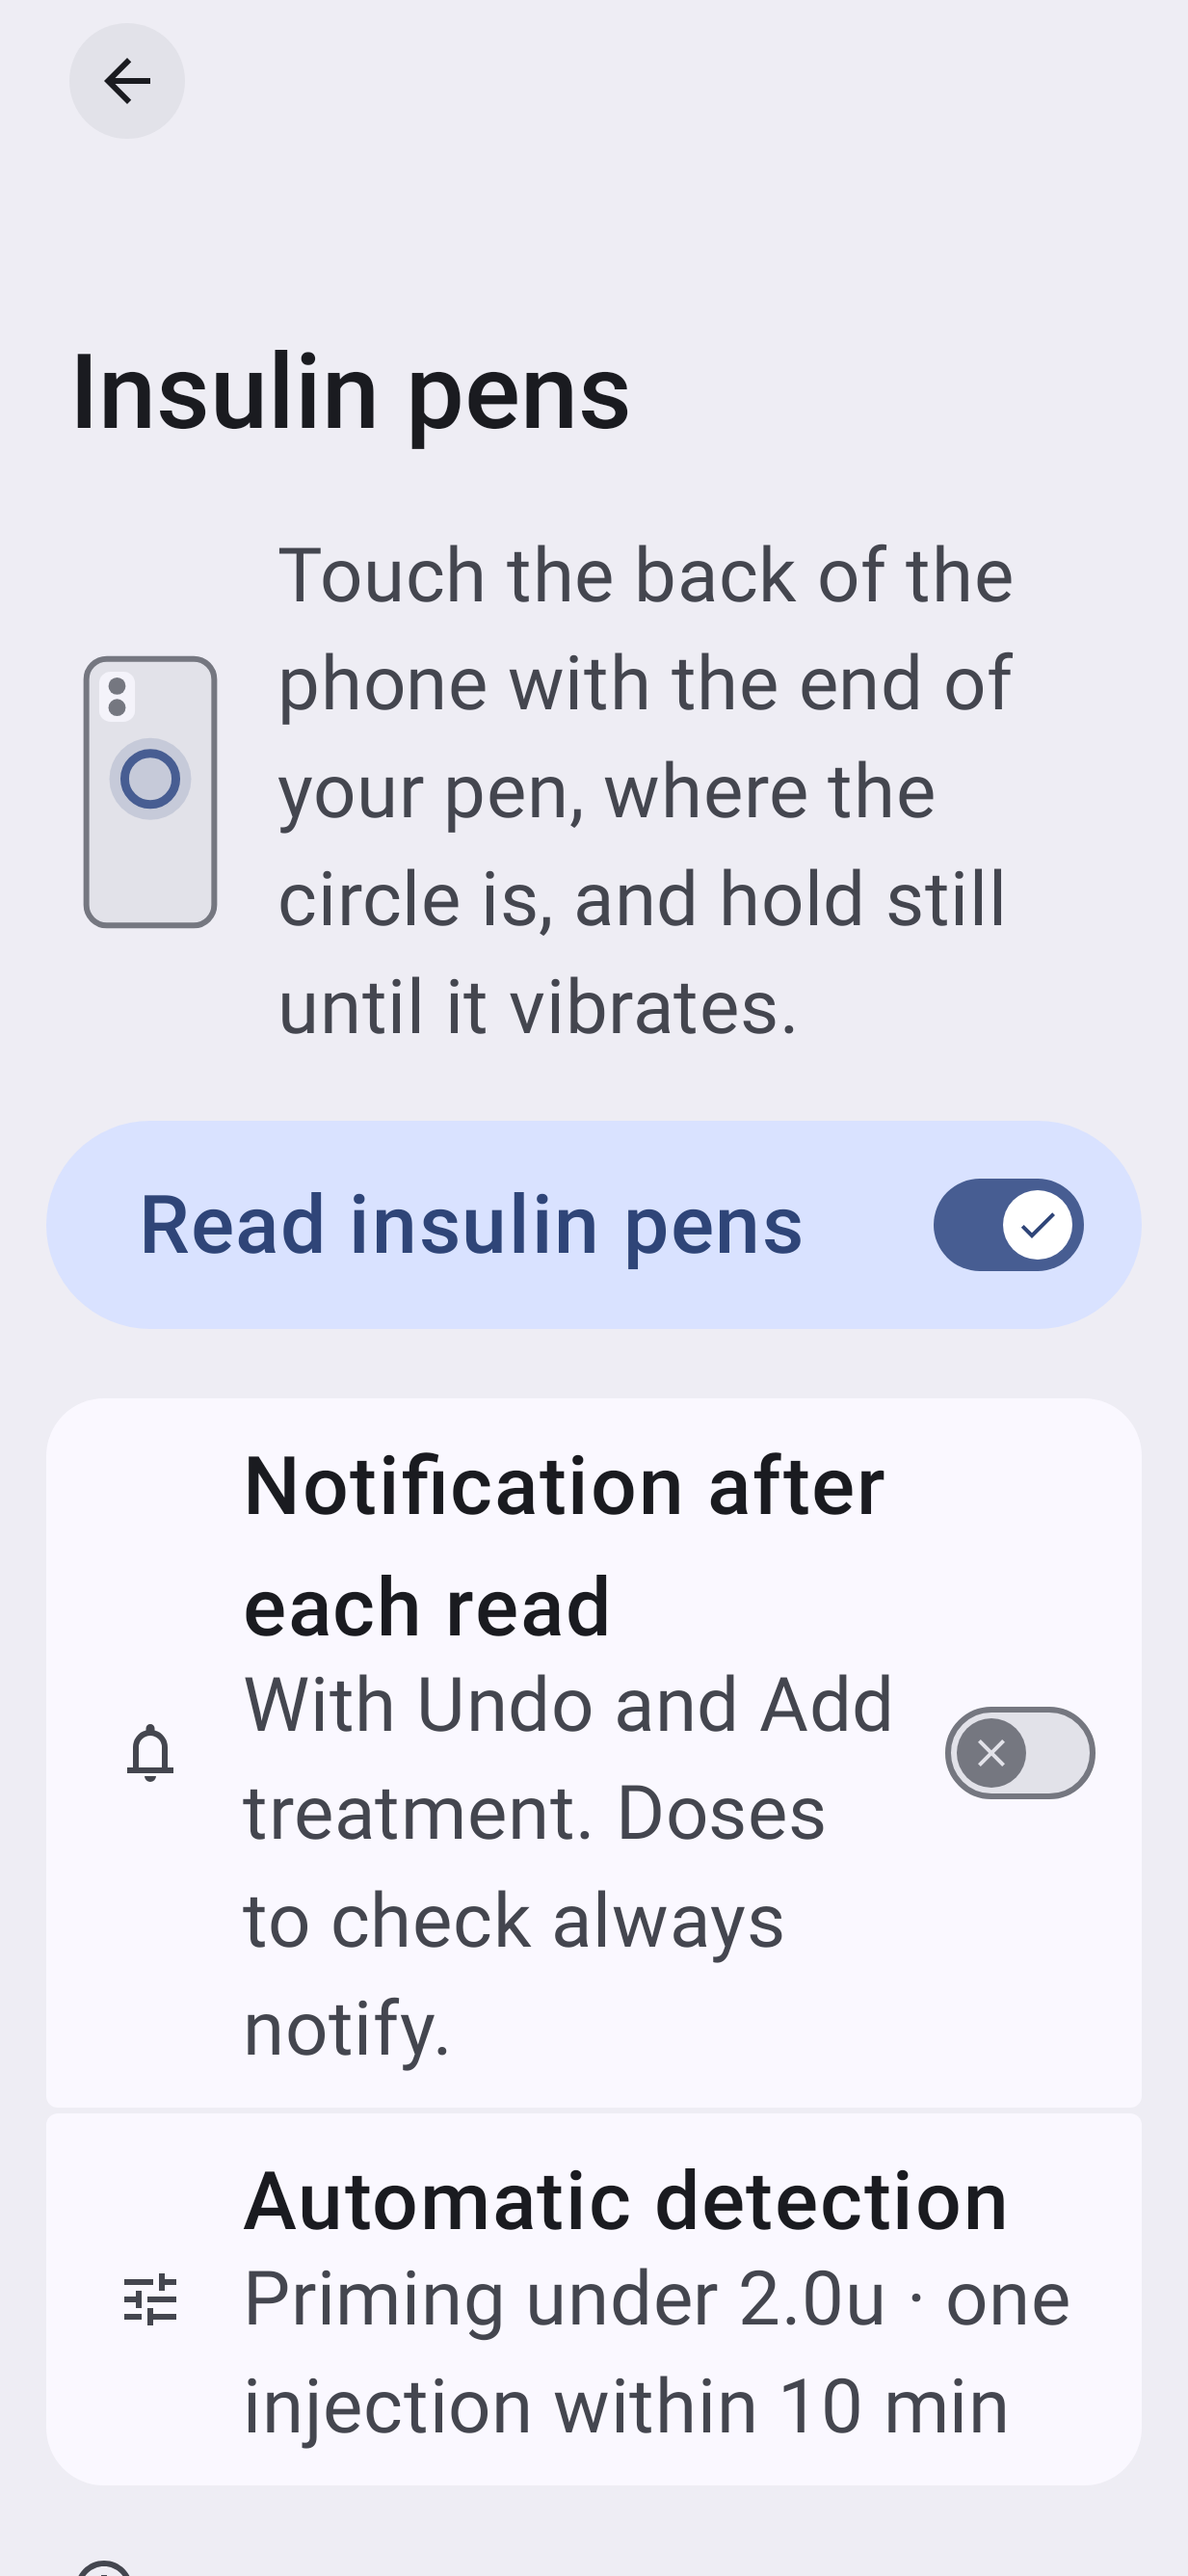 Insulin pens
Touch the back of the
phone with the end of
your pen, where the
circle is, and hold still
until it vibrates.
Read insulin pens
Notification after
each read
With Undo and Add
treatment. Doses
to check always
notify.
Automatic detection
Priming under 2.0u · one
injection within 10 min